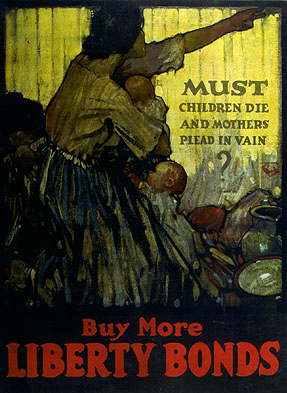 MUST
CHILDREN DIE
AND MOTHERS
PLEAD IN VAIN
?
Buy More
LIBERTY BONDS